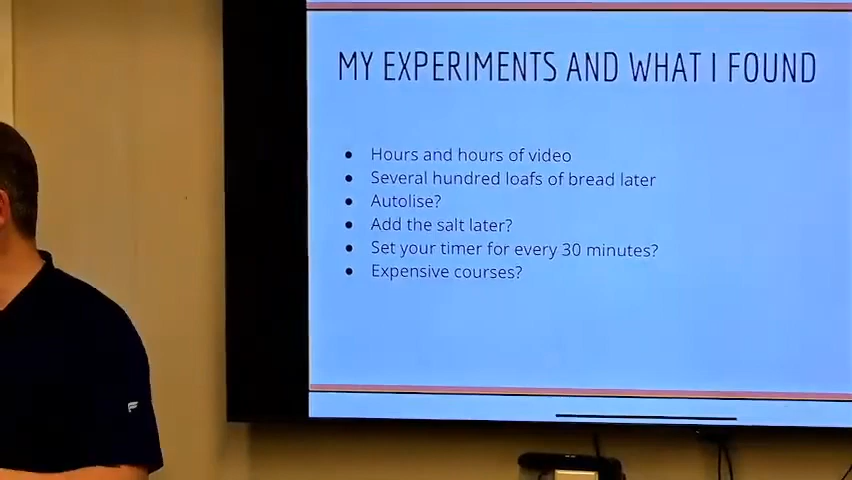 MY EXPERIMENTS AND WHAT I FOUND
Hours and hours of video
Several hundred loafs of bread later
Autolise?
Add the salt later?
Set your timer for every 30 minutes?
Expensive courses?